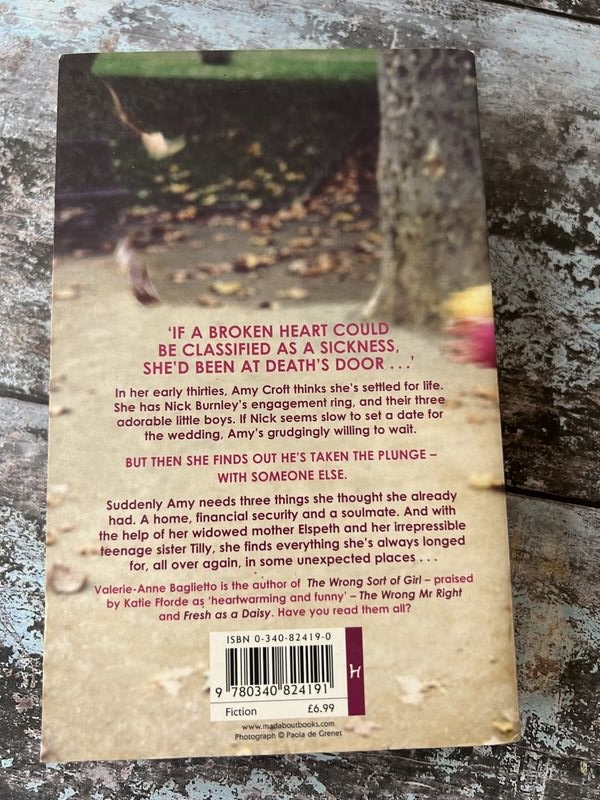 'IF A BROKEN HEART COULD
BE CLASSIFIED AS A SICKNESS,
SHE'D BEEN AT DEATH'S DOOR . . .'
In her early thirties, Amy Croft thinks she's settled for life.
She has Nick Burnley's engagement ring, and their three
adorable little boys. If Nick seems slow to set a date for
the wedding, Amy's grudgingly willing to wait.
BUT THEN SHE FINDS OUT HE'S TAKEN THE PLUNGE –
WITH SOMEONE ELSE.
Suddenly Amy needs three things she thought she already
had. A home, financial security and a soulmate. And with
the help of her widowed mother Elspeth and her irrepressible
teenage sister Tilly, she finds everything she's always longed
for, all over again, in some unexpected places . . .
Valerie-Anne Baglietto is the author of The Wrong Sort of Girl – praised
by Katie Fforde as 'heartwarming and funny' – The Wrong Mr Right
and Fresh as a Daisy. Have you read them all?
ISBN 0-340-82419-0
9 780340 824191
H
Fiction £6.99
www.madaboutbooks.com
Photograph © Paola de Grenet